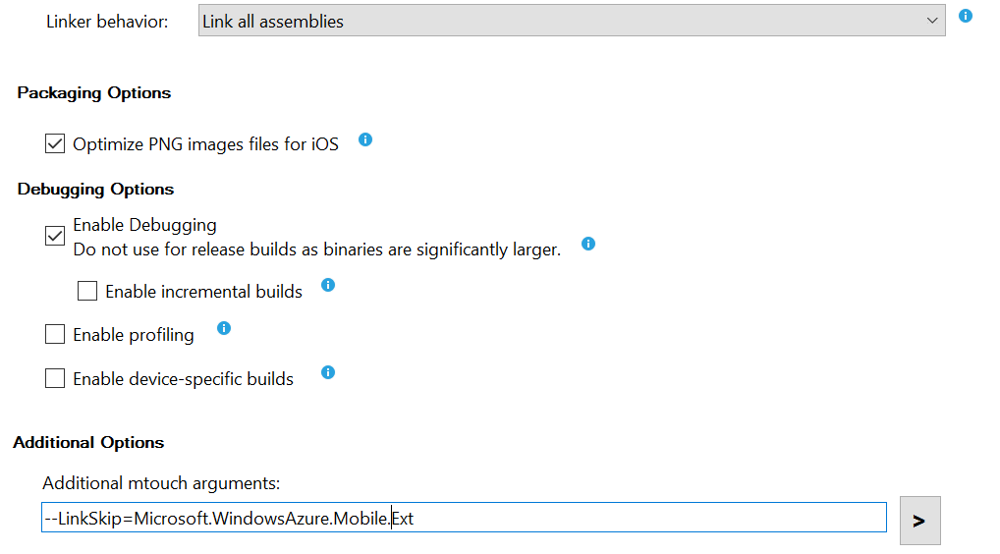 Linker behavior: Link all assemblies
Packaging Options
Optimize PNG images files for iOS
Debugging Options
Enable Debugging
Do not use for release builds as binaries are significantly larger.
Enable incremental builds
Enable profiling
Enable device-specific builds
Additional Options
Additional mtouch arguments:
--LinkSkip=Microsoft.WindowsAzure.Mobile.Ext >